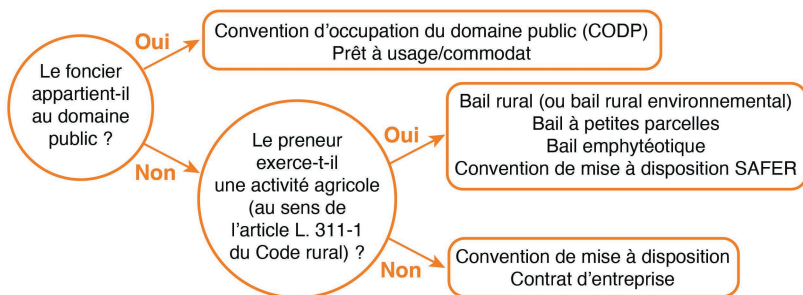 Le foncier
appartient-il
au domaine
public ?
Oui
Convention d’occupation du domaine public (CODP)
Prêt à usage/commodat
Non
Le preneur
exerce-t-il
une activité agricole
(au sens de
l’article L. 311-1
du Code rural) ?
Oui
Bail rural (ou bail rural environnemental)
Bail à petites parcelles
Bail emphytéotique
Convention de mise à disposition SAFER
Non
Convention de mise à disposition
Contrat d’entreprise